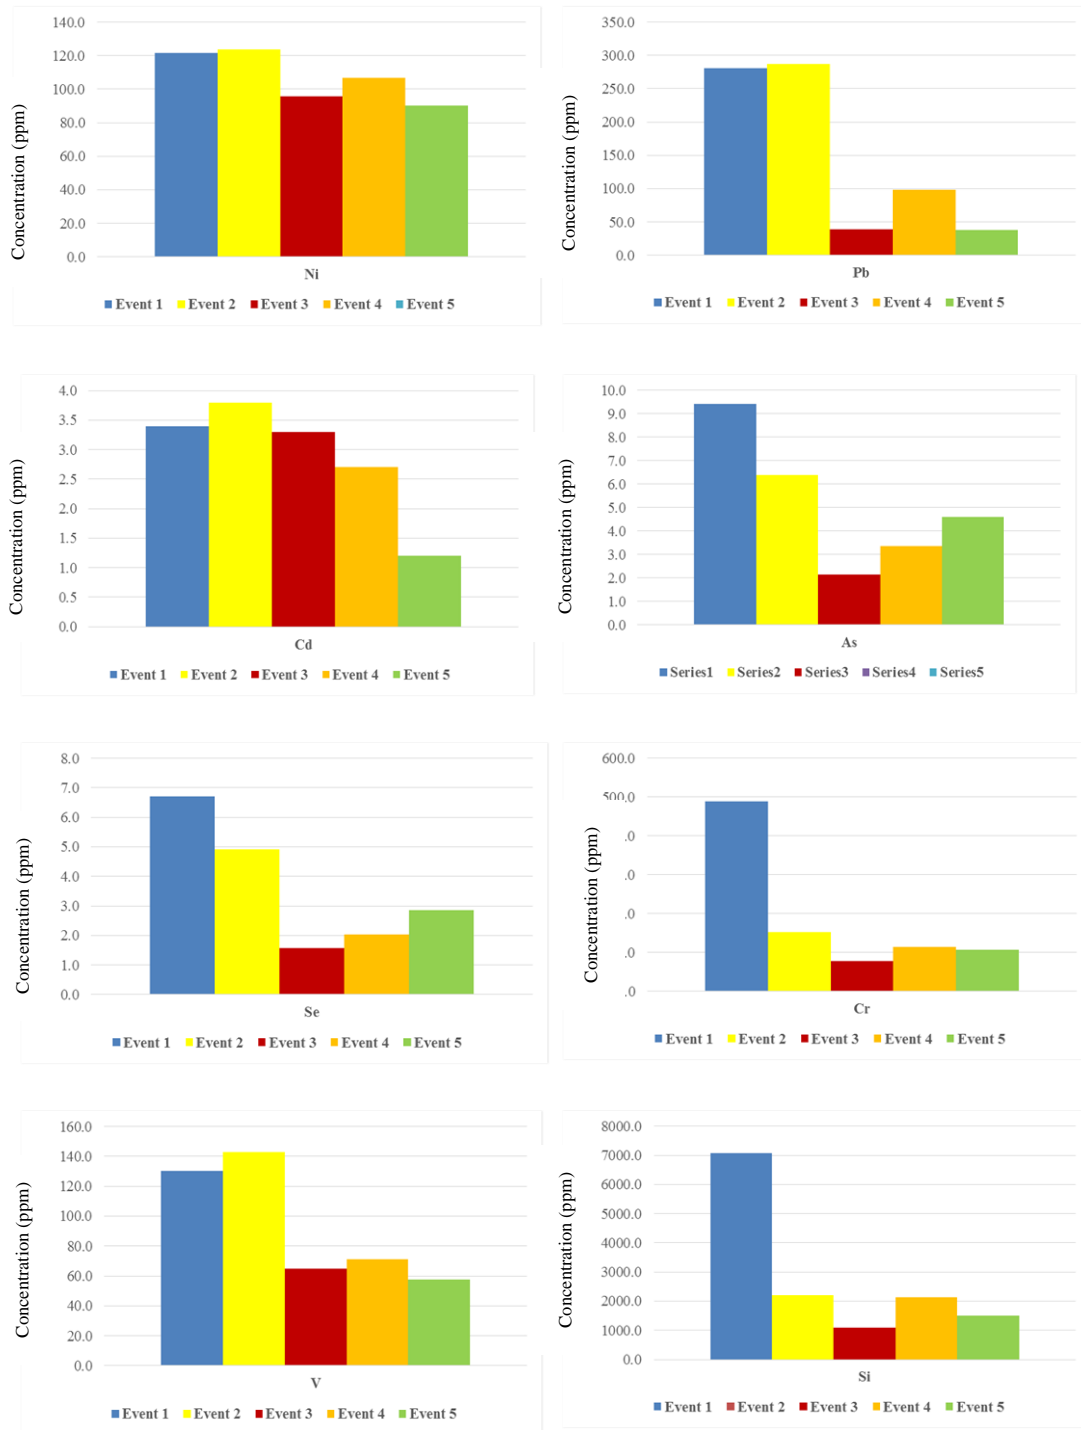 140.0
120.0
100.0
80.0
60.0
40.0
20.0
0.0
Concentration (ppm)
Ni
Event 1 Event 2 Event 3 Event 4 Event 5
350.0
300.0
250.0
200.0
150.0
100.0
50.0
0.0
Concentration (ppm)
Pb
Event 1 Event 2 Event 3 Event 4 Event 5
4.0
3.5
3.0
2.5
2.0
1.5
1.0
0.5
0.0
Concentration (ppm)
Cd
Event 1 Event 2 Event 3 Event 4 Event 5
10.0
9.0
8.0
7.0
6.0
5.0
4.0
3.0
2.0
1.0
0.0
Concentration (ppm)
As
Series1 Series2 Series3 Series4 Series5
8.0
7.0
6.0
5.0
4.0
3.0
2.0
1.0
0.0
Concentration (ppm)
Se
Event 1 Event 2 Event 3 Event 4 Event 5
600.0
500.0
.0
.0
.0
.0
.0
Concentration (ppm)
Cr
Event 1 Event 2 Event 3 Event 4 Event 5
160.0
140.0
120.0
100.0
80.0
60.0
40.0
20.0
0.0
Concentration (ppm)
V
Event 1 Event 2 Event 3 Event 4 Event 5
8000.0
7000.0
6000.0
5000.0
4000.0
3000.0
2000.0
1000.0
0.0
Concentration (ppm)
Si
Event 1 Event 2 Event 3 Event 4 Event 5